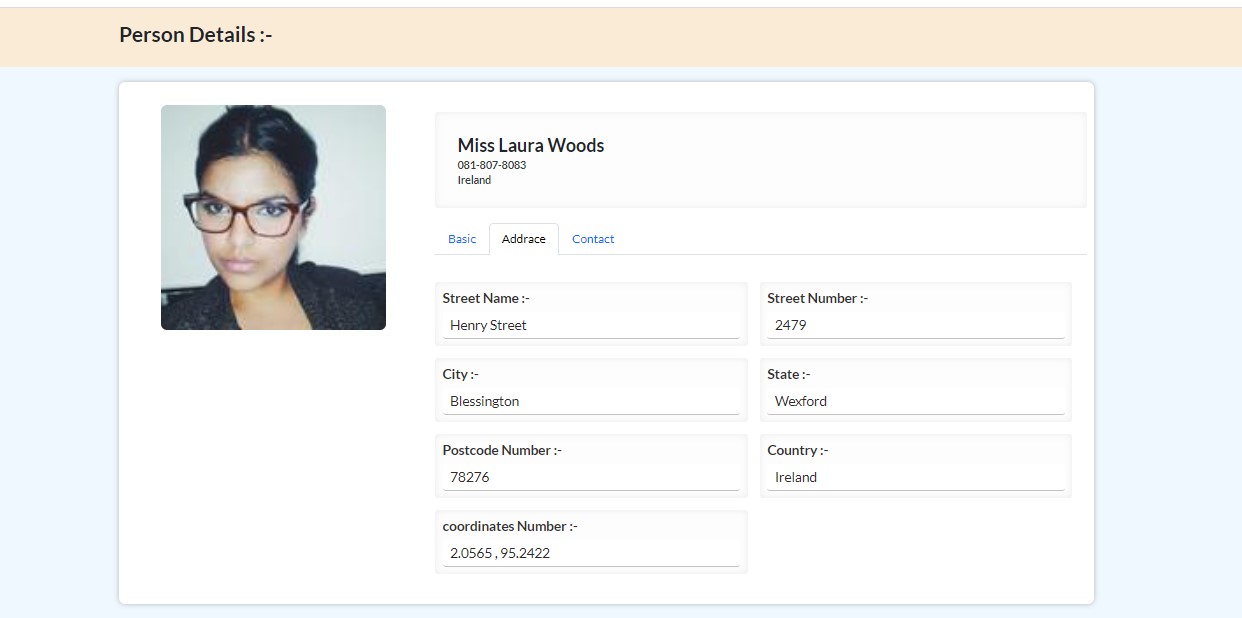 Person Details :-
Miss Laura Woods
081-807-8083
Ireland
Basic Addrace Contact
Street Name :- Street Number :-
Henry Street 2479
City :- State :-
Blessington Wexford
Postcode Number :- Country :-
78276 Ireland
coordinates Number :-
2.0565 , 95.2422